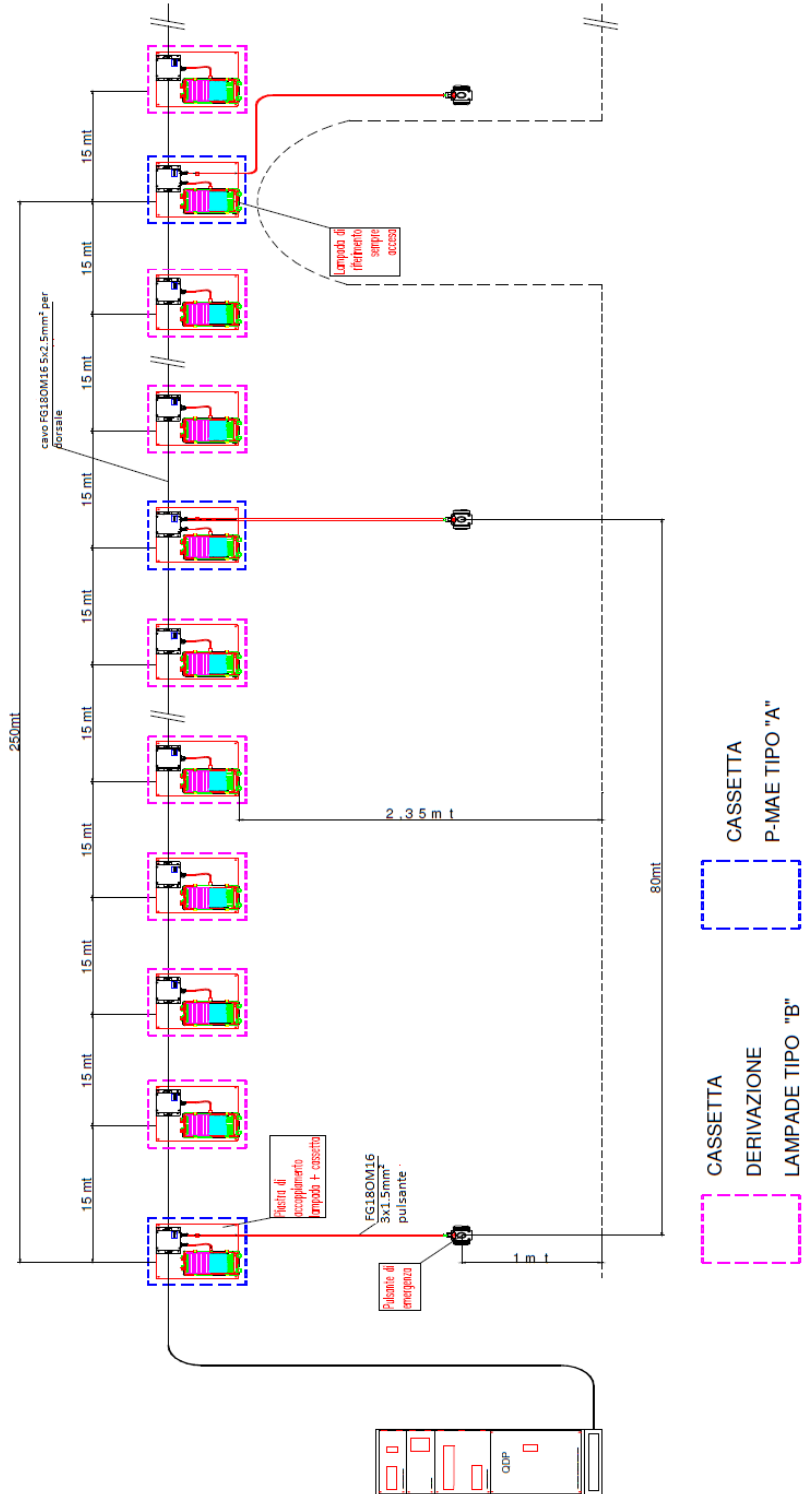 250mt
15 mt
15 mt
15 mt
15 mt
15 mt
15 mt
15 mt
15 mt
15 mt
15 mt
cavo FG18OM16 5x2.5mm² per
dorsale
Piastra di
accoppiamento
lampada + cassetta
FG18OM16
3x1.5mm²
pulsante
Pulsante di
emergenza
Lampada di
riferimento
sempre
accesa
2,35 m t
1 m t
80mt
QDP
CASSETTA
DERIVAZIONE
LAMPADE TIPO "B"
CASSETTA
P-MAE TIPO "A"